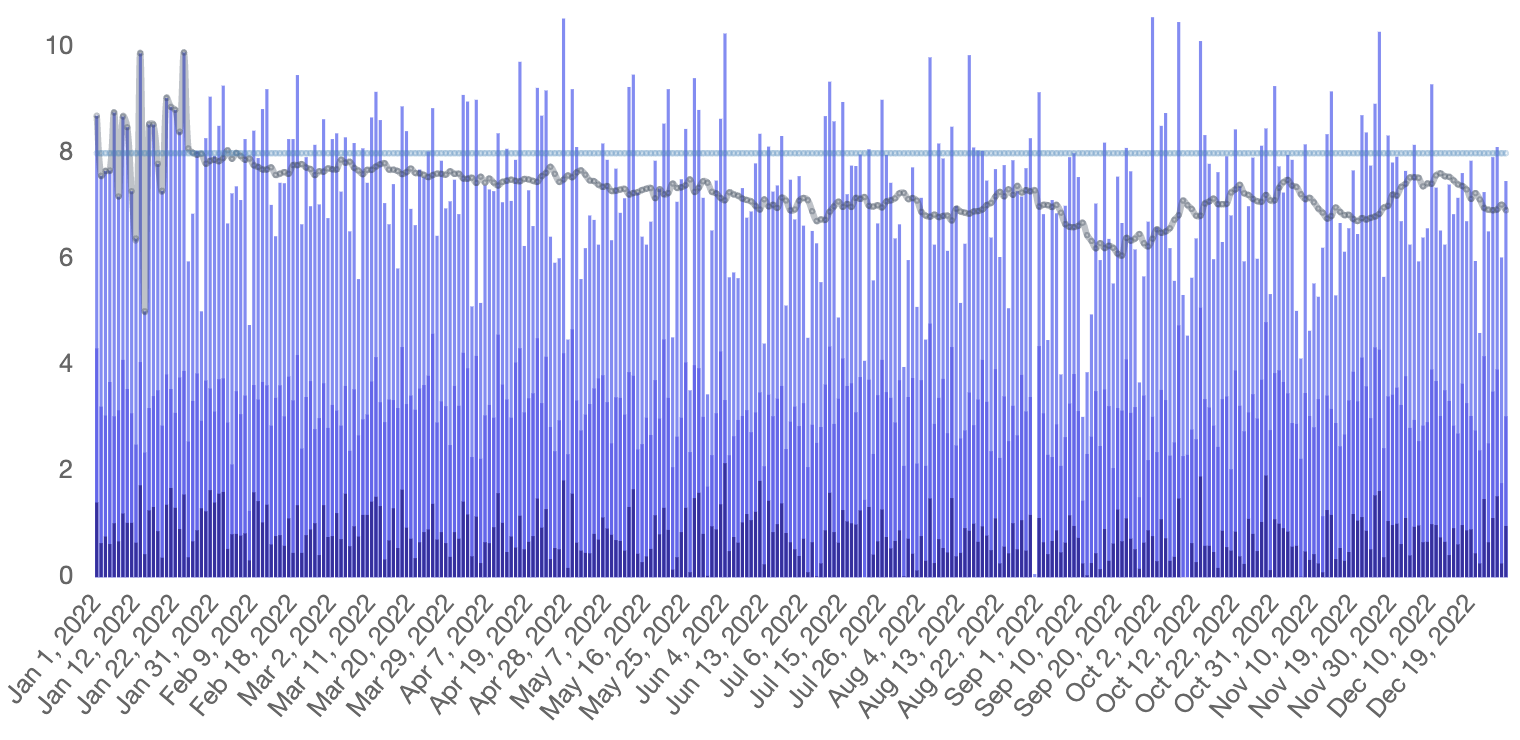 10
8
6
4
2
0
Jan 1, 2022
Jan 12, 2022
Jan 22, 2022
Jan 31, 2022
Feb 9, 2022
Feb 18, 2022
Mar 2, 2022
Mar 11, 2022
Mar 20, 2022
Mar 29, 2022
Apr 7, 2022
Apr 19, 2022
Apr 28, 2022
May 7, 2022
May 16, 2022
May 25, 2022
Jun 4, 2022
Jun 13, 2022
Jul 6, 2022
Jul 15, 2022
Jul 26, 2022
Aug 4, 2022
Aug 13, 2022
Aug 22, 2022
Sep 1, 2022
Sep 10, 2022
Sep 20, 2022
Oct 2, 2022
Oct 12, 2022
Oct 22, 2022
Oct 31, 2022
Nov 10, 2022
Nov 19, 2022
Nov 30, 2022
Dec 10, 2022
Dec 19, 2022